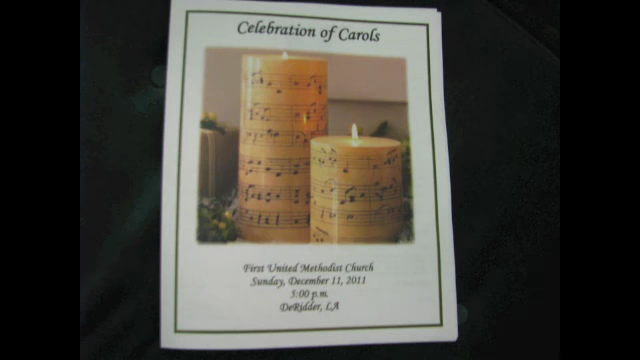 Celebration of Carols
First United Methodist Church
Sunday, December 11, 2011
5:00 p.m.
DeRidder, LA